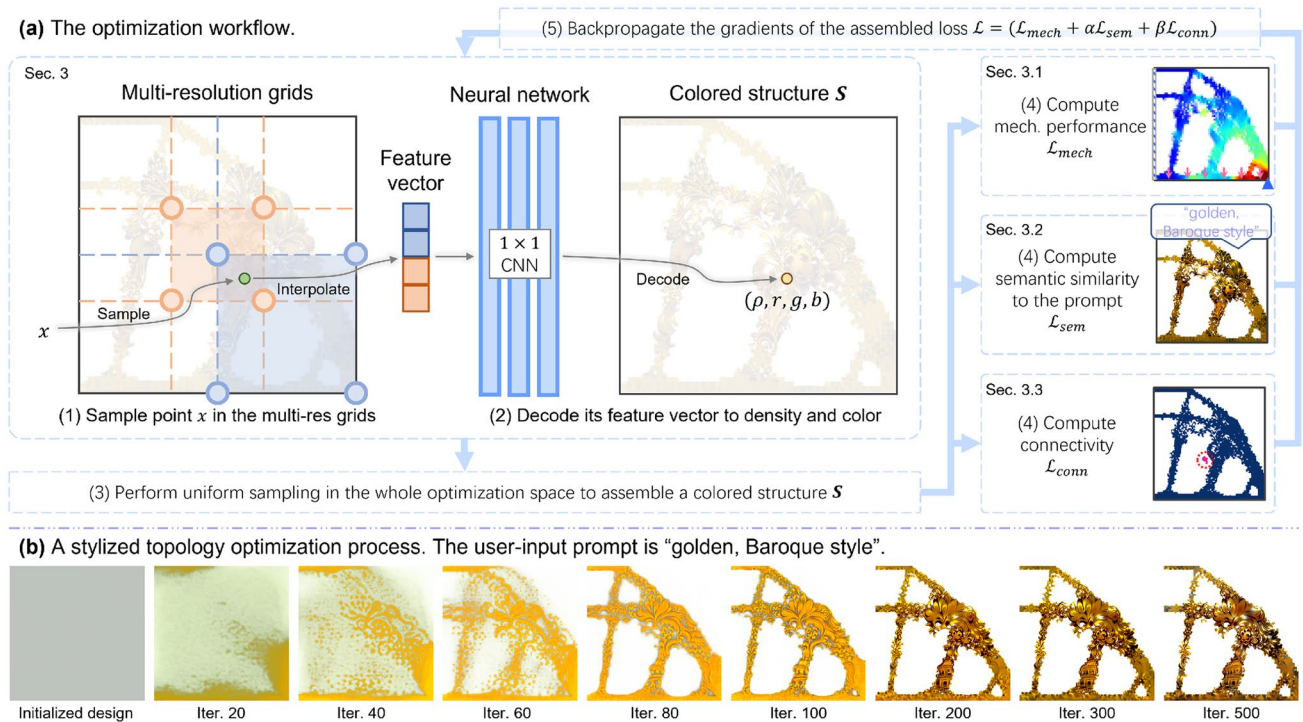 (a) The optimization workflow.
(5) Backpropagate the gradients of the assembled loss ℒ = (ℒ_mech + αℒ_sem + βℒ_conn)
Sec. 3
Multi-resolution grids
Neural network
Colored structure S
Feature
vector
1 × 1
CNN
Sample
Interpolate
Decode
x
(ρ, r, g, b)
(1) Sample point x in the multi-res grids
(2) Decode its feature vector to density and color
(3) Perform uniform sampling in the whole optimization space to assemble a colored structure S
Sec. 3.1
(4) Compute
mech. performance
ℒ_mech
Sec. 3.2
"golden,
Baroque style"
(4) Compute
semantic similarity
to the prompt
ℒ_sem
Sec. 3.3
(4) Compute
connectivity
ℒ_conn
(b) A stylized topology optimization process. The user-input prompt is "golden, Baroque style".
Initialized design
Iter. 20
Iter. 40
Iter. 60
Iter. 80
Iter. 100
Iter. 200
Iter. 300
Iter. 500